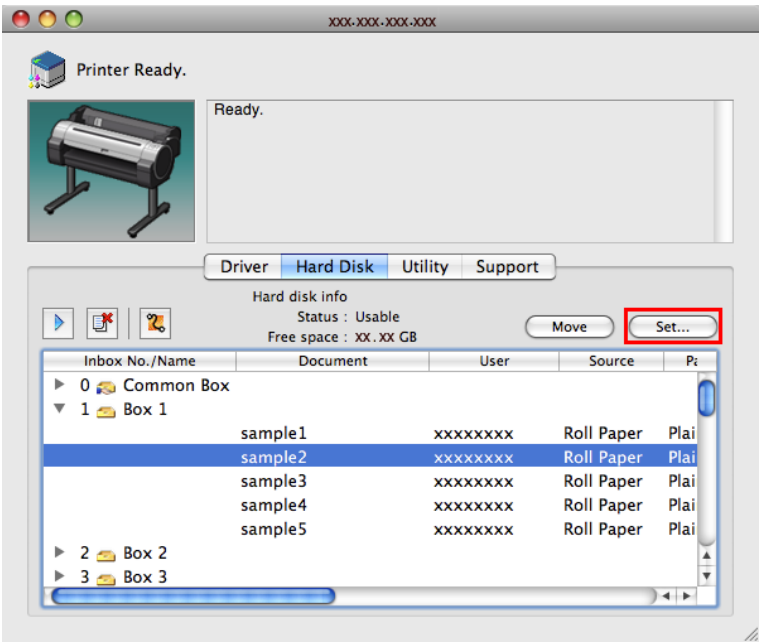 xxx.xxx.xxx.xxx
Printer Ready.
Ready.
Driver Hard Disk Utility Support
Hard disk info
Status : Usable
Free space : XX.XX GB
Move Set...
Inbox No./Name Document User Source Pa
0 Common Box
1 Box 1
sample1 xxxxxxxx Roll Paper Plai
sample2 xxxxxxxx Roll Paper Plai
sample3 xxxxxxxx Roll Paper Plai
sample4 xxxxxxxx Roll Paper Plai
sample5 xxxxxxxx Roll Paper Plai
2 Box 2
3 Box 3